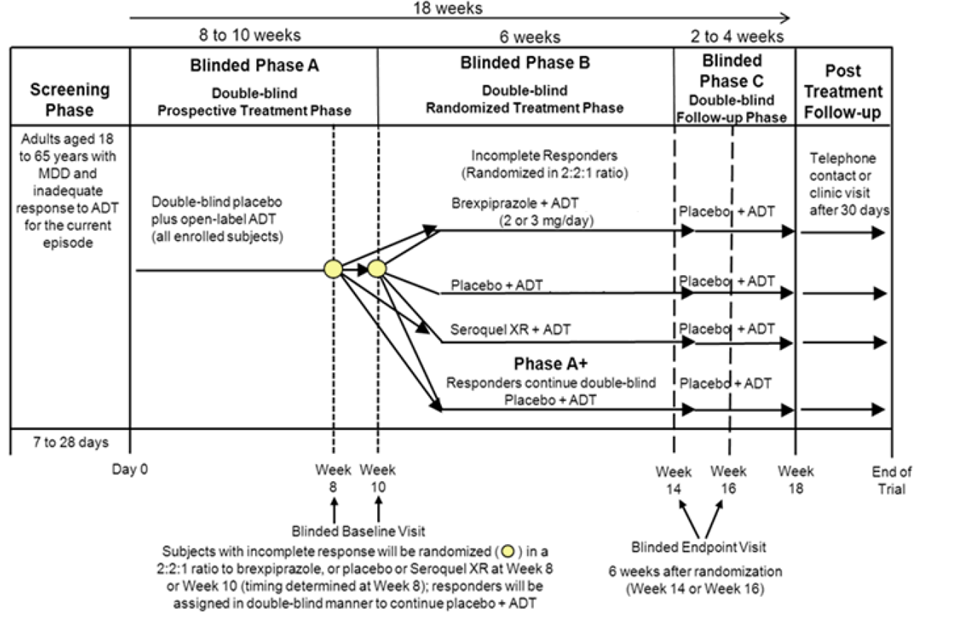 18 weeks
8 to 10 weeks
6 weeks
2 to 4 weeks
Screening
Phase
Blinded Phase A
Double-blind
Prospective Treatment Phase
Blinded Phase B
Double-blind
Randomized Treatment Phase
Blinded
Phase C
Double-blind
Follow-up Phase
Post
Treatment
Follow-up
Adults aged 18
to 65 years with
MDD and
inadequate
response to ADT
for the current
episode
Double-blind placebo
plus open-label ADT
(all enrolled subjects)
Incomplete Responders
(Randomized in 2:2:1 ratio)
Brexpiprazole + ADT
(2 or 3 mg/day)
Placebo + ADT
Placebo + ADT
Placebo + ADT
Seroquel XR + ADT
Placebo + ADT
Phase A+
Responders continue double-blind
Placebo + ADT
Placebo + ADT
Telephone
contact or
clinic visit
after 30 days
7 to 28 days
Day 0
Week
8
Week
10
Week
14
Week
16
Week
18
End of
Trial
Blinded Baseline Visit
Subjects with incomplete response will be randomized ( ) in a
2:2:1 ratio to brexpiprazole, or placebo or Seroquel XR at Week 8
or Week 10 (timing determined at Week 8); responders will be
assigned in double-blind manner to continue placebo + ADT
Blinded Endpoint Visit
6 weeks after randomization
(Week 14 or Week 16)